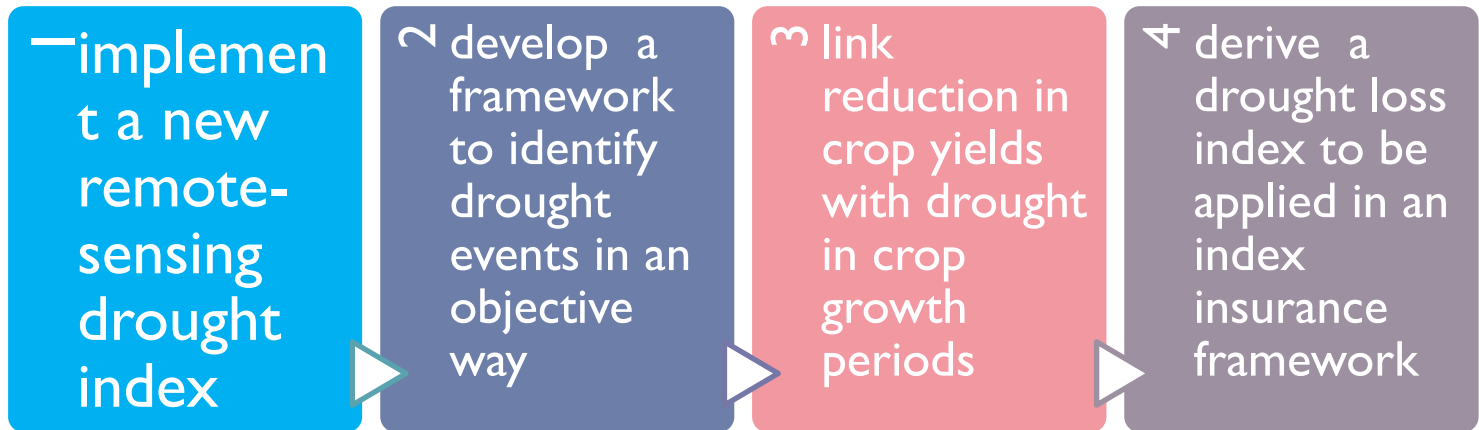 1
implemen
t a new
remote-
sensing
drought
index
2
develop a
framework
to identify
drought
events in an
objective
way
3
link
reduction in
crop yields
with drought
in crop
growth
periods
4
derive a
drought loss
index to be
applied in an
index
insurance
framework